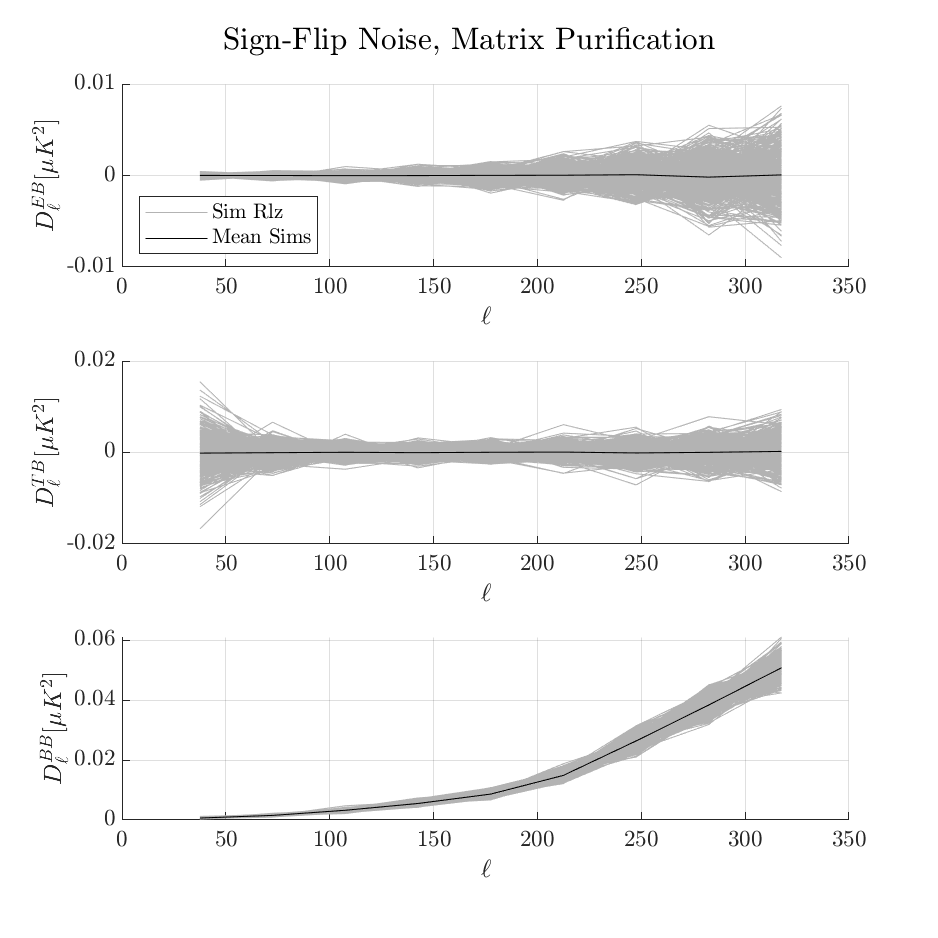 Sign-Flip Noise, Matrix Purification
0.01
0
-0.01
D_ℓ^{EB}[μK^2]
Sim Rlz
Mean Sims
0 50 100 150 200 250 300 350
ℓ
0.02
0
-0.02
D_ℓ^{TB}[μK^2]
0 50 100 150 200 250 300 350
ℓ
0.06
0.04
0.02
0
D_ℓ^{BB}[μK^2]
0 50 100 150 200 250 300 350
ℓ